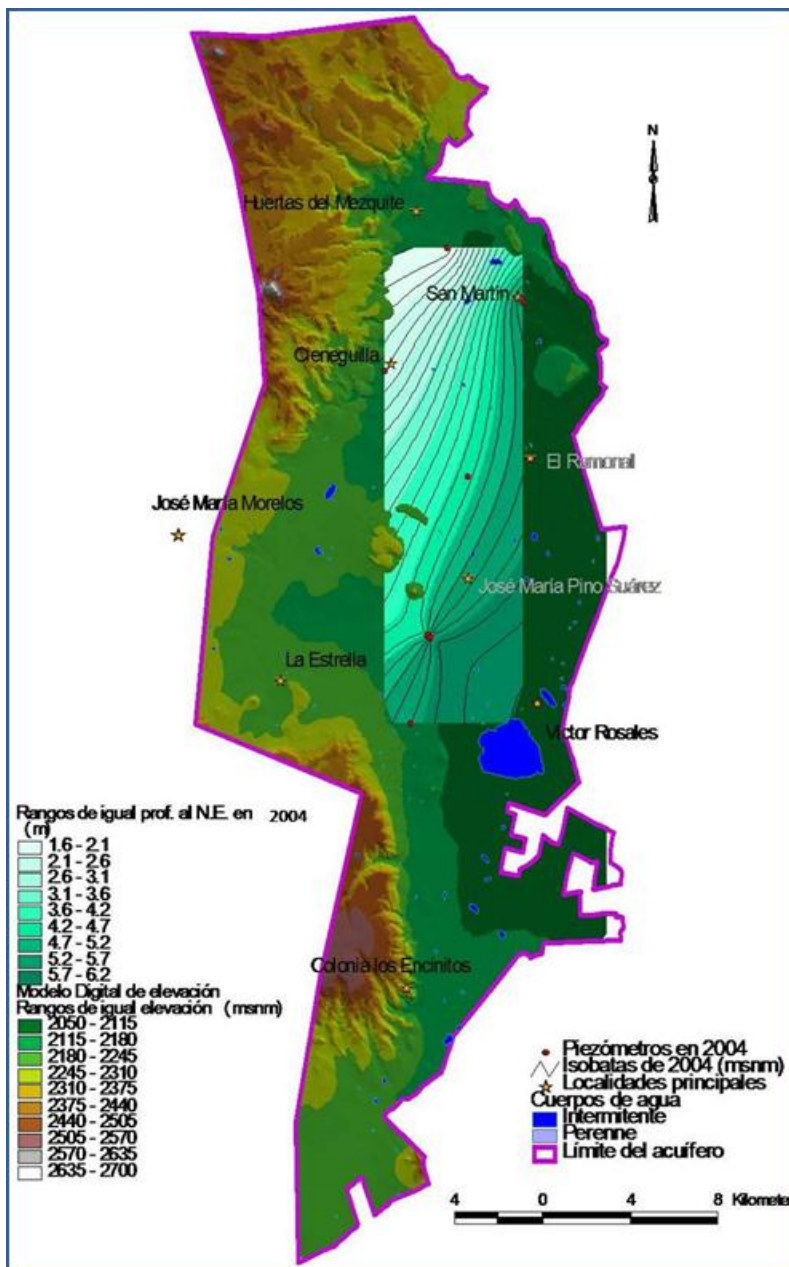 N
Huertas del Mezquite
San Martín
Cieneguilla
El Rumonal
José María Morelos
José María Pino Suárez
La Estrella
Víctor Rosales
Rangos de igual prof. al N.E. en 2004
(m)
1.6 - 2.1
2.1 - 2.6
2.6 - 3.1
3.1 - 3.6
3.6 - 4.2
4.2 - 4.7
4.7 - 5.2
5.2 - 5.7
5.7 - 6.2
Colonia los Encinitos
Modelo Digital de elevación
Rangos de igual elevación (msnm)
2050 - 2115
2115 - 2180
2180 - 2245
2245 - 2310
2310 - 2375
2375 - 2440
2440 - 2505
2505 - 2570
2570 - 2635
2635 - 2700
Piezómetros en 2004
Isobatas de 2004 (msnm)
Localidades principales
Cuerpos de agua
Intermitente
Perenne
Límite del acuífero
4 0 4 8 Kilometers